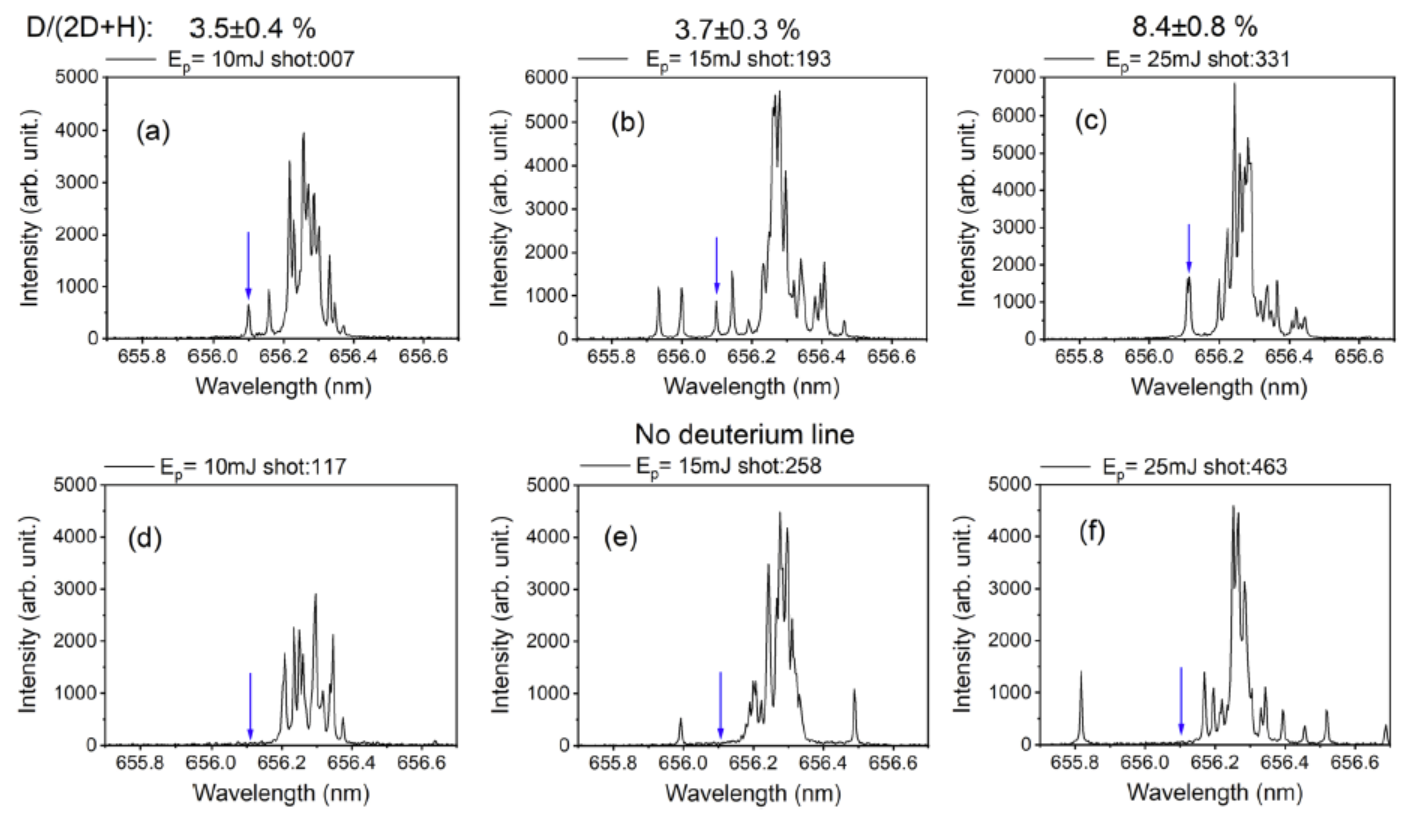 D/(2D+H): 3.5±0.4 % 3.7±0.3 % 8.4±0.8 %
Ep= 10mJ shot:007
5000
4000
3000
2000
1000
0
(a)
Intensity (arb. unit.)
655.8 656.0 656.2 656.4 656.6
Wavelength (nm)
Ep= 15mJ shot:193
6000
5000
4000
3000
2000
1000
0
(b)
Intensity (arb. unit.)
655.8 656.0 656.2 656.4 656.6
Wavelength (nm)
Ep= 25mJ shot:331
7000
6000
5000
4000
3000
2000
1000
0
(c)
Intensity (arb. unit.)
655.8 656.0 656.2 656.4 656.6
Wavelength (nm)
No deuterium line
Ep= 10mJ shot:117
5000
4000
3000
2000
1000
0
(d)
Intensity (arb. unit.)
655.8 656.0 656.2 656.4 656.6
Wavelength (nm)
Ep= 15mJ shot:258
5000
4000
3000
2000
1000
0
(e)
Intensity (arb. unit.)
655.8 656.0 656.2 656.4 656.6
Wavelength (nm)
Ep= 25mJ shot:463
5000
4000
3000
2000
1000
0
(f)
Intensity (arb. unit.)
655.8 656.0 656.2 656.4 656.6
Wavelength (nm)